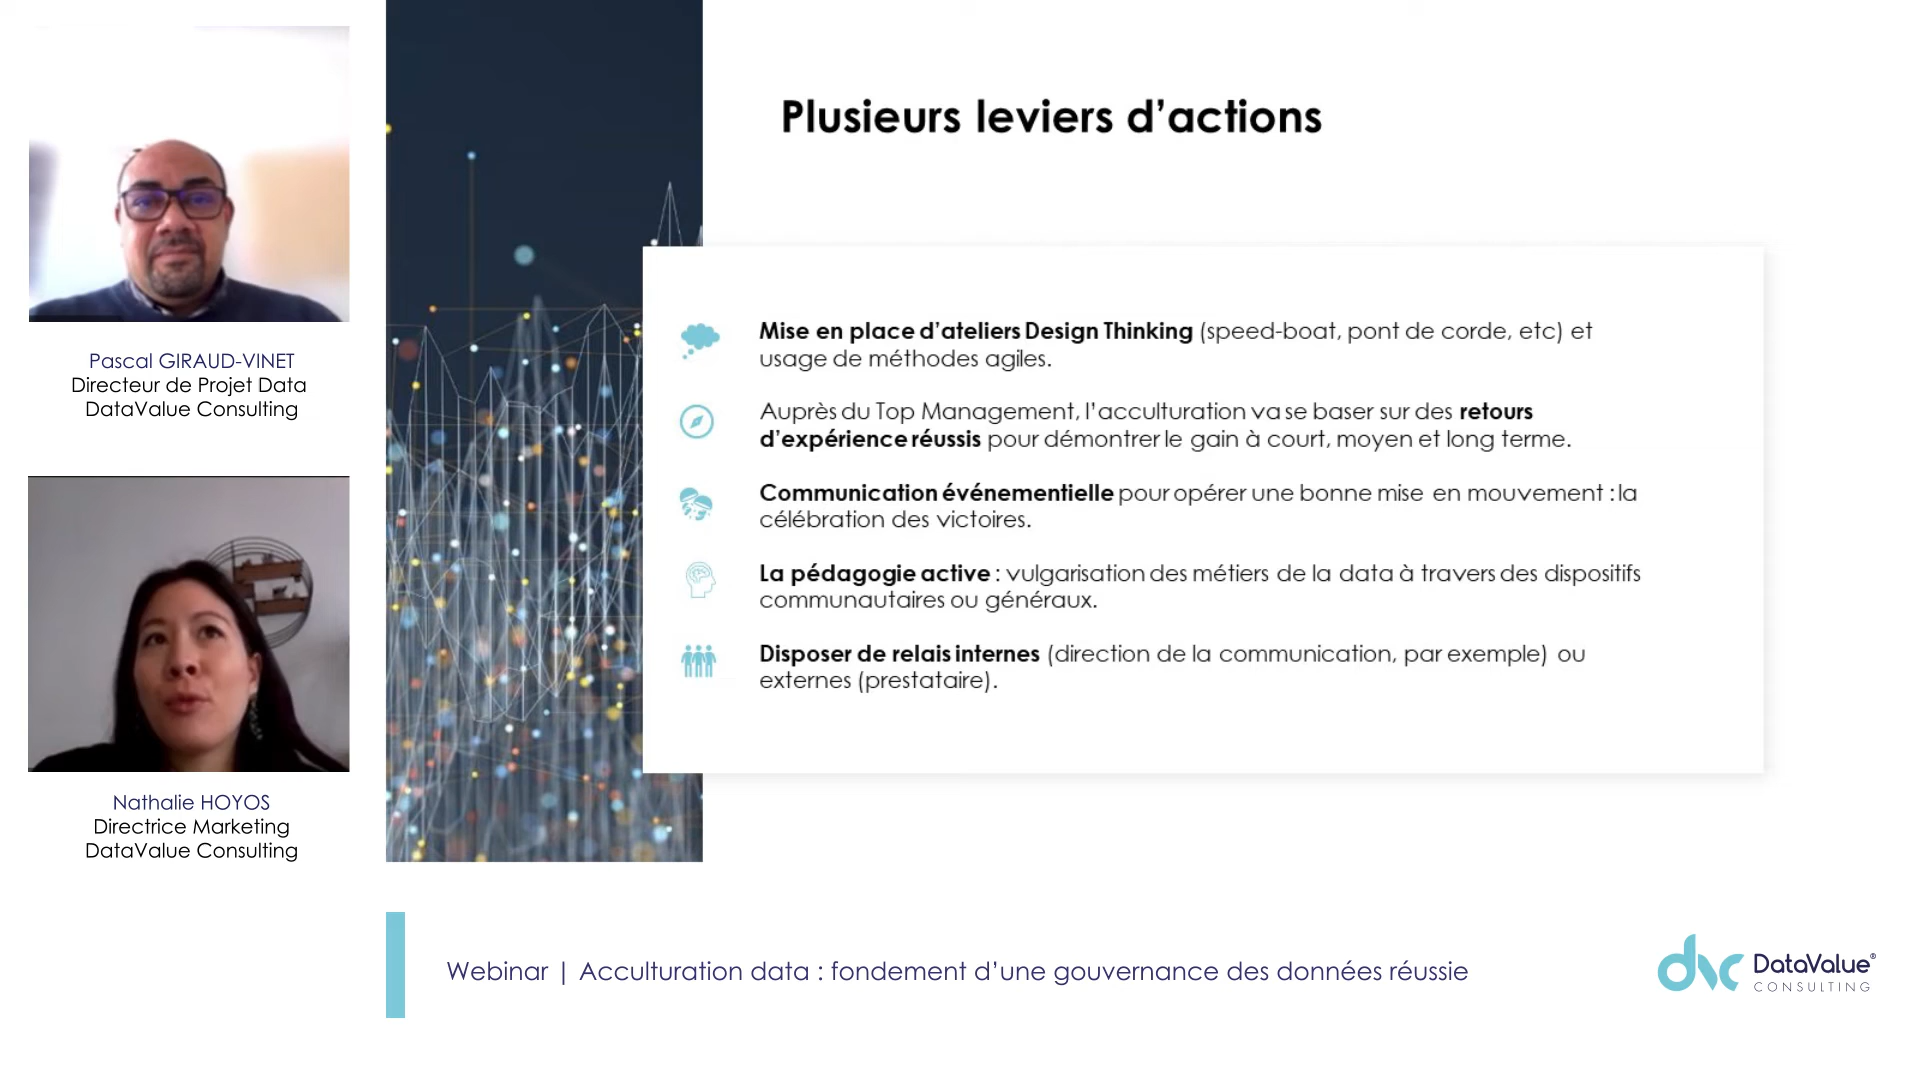 Plusieurs leviers d'actions
Mise en place d'ateliers Design Thinking (speed-boat, pont de corde, etc) et
usage de méthodes agiles.
Auprès du Top Management, l'acculturation va se baser sur des retours
d'expérience réussis pour démontrer le gain à court, moyen et long terme.
Communication événementielle pour opérer une bonne mise en mouvement : la
célébration des victoires.
La pédagogie active : vulgarisation des métiers de la data à travers des dispositifs
communautaires ou généraux.
Disposer de relais internes (direction de la communication, par exemple) ou
externes (prestataire).
Pascal GIRAUD-VINET
Directeur de Projet Data
DataValue Consulting
Nathalie HOYOS
Directrice Marketing
DataValue Consulting
Webinar | Acculturation data : fondement d'une gouvernance des données réussie
dvc DataValue®
CONSULTING